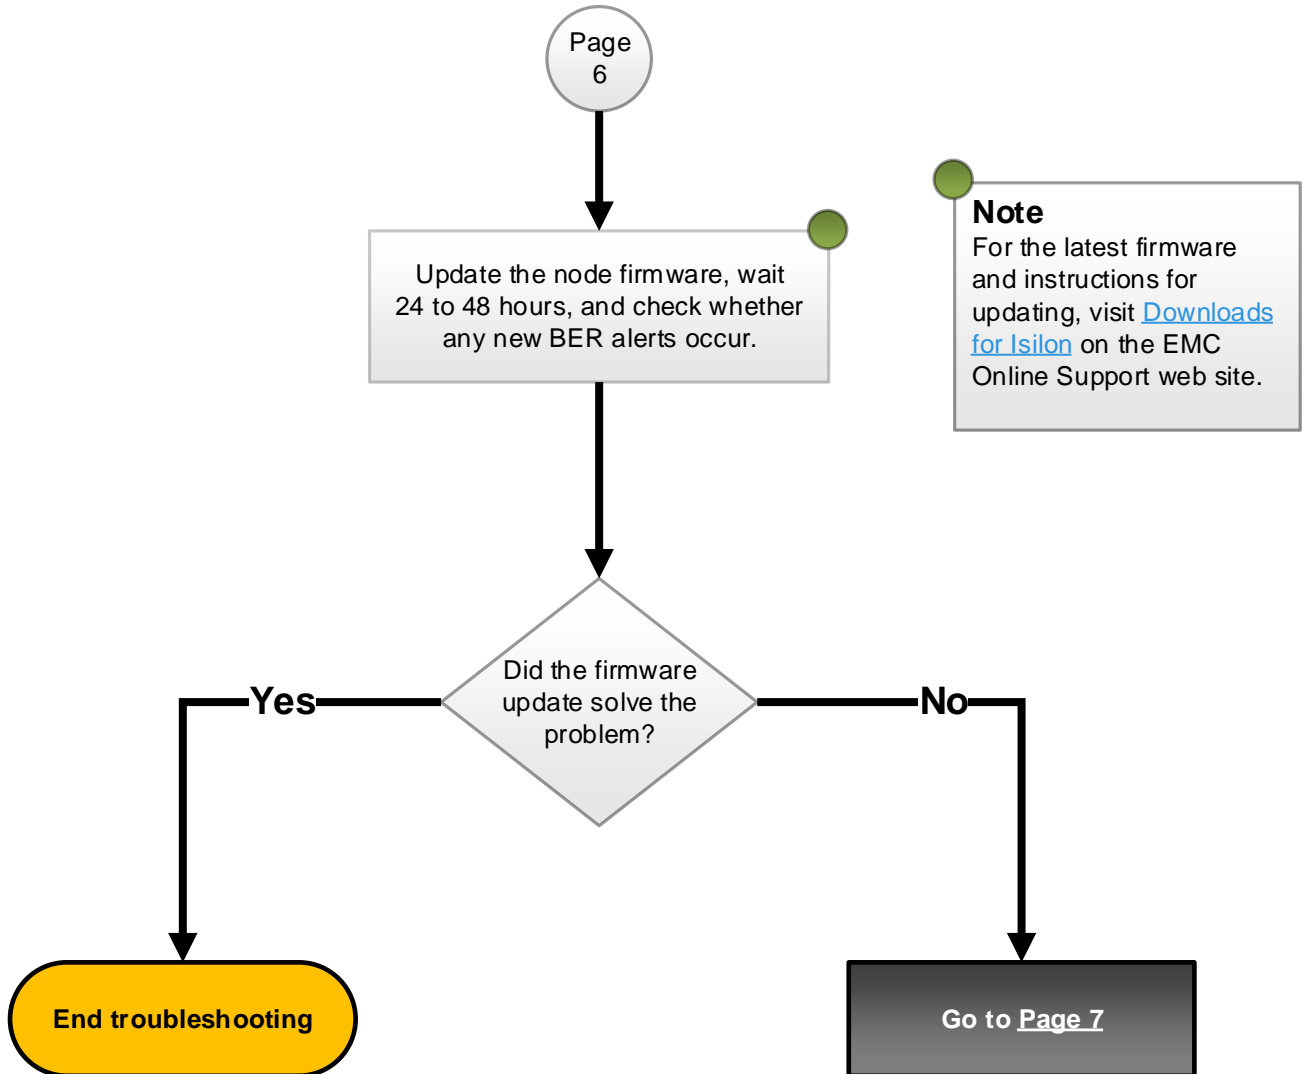 Page
6
Update the node firmware, wait
24 to 48 hours, and check whether
any new BER alerts occur.
Note
For the latest firmware
and instructions for
updating, visit Downloads
for Isilon on the EMC
Online Support web site.
Did the firmware
update solve the
problem?
Yes
No
End troubleshooting
Go to Page 7